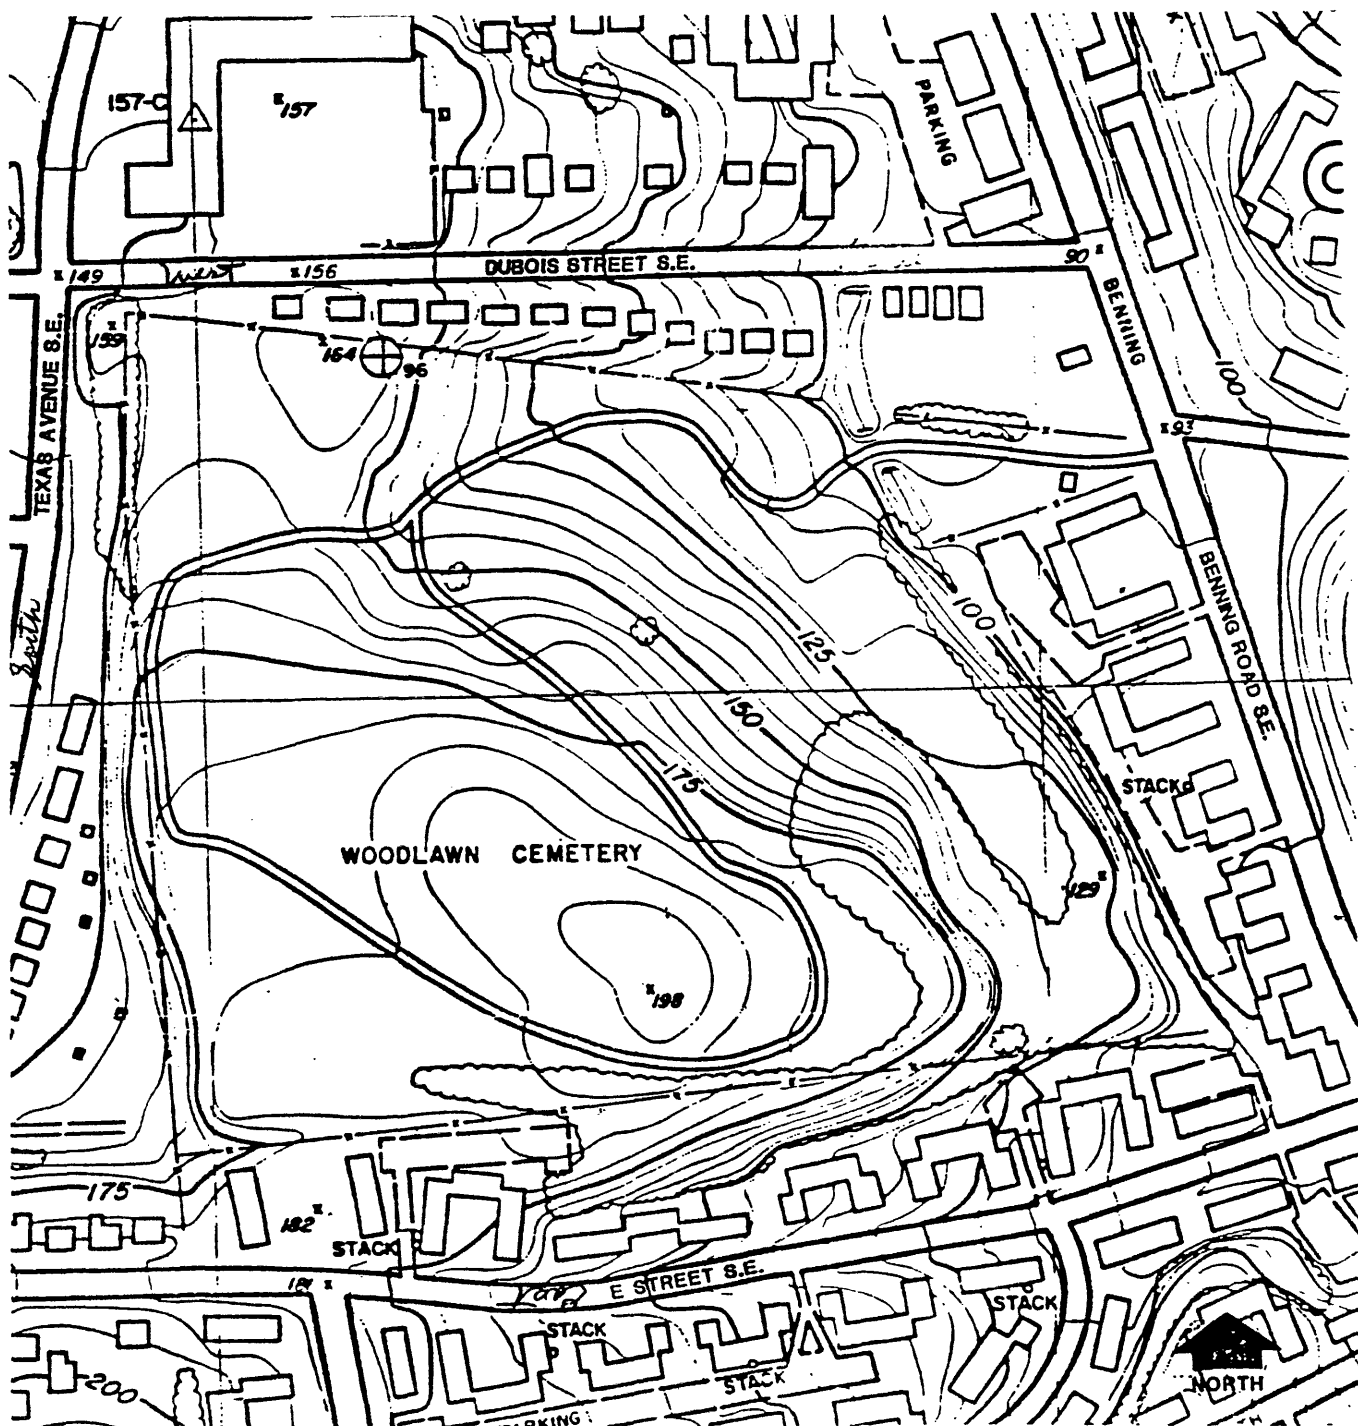 157-C
157
PARKING
149
156
DUBOIS STREET S.E.
90
159
164
96
BENNING
100
TEXAS AVENUE S.E.
93
100
125
BENNING ROAD S.E.
South
150
175
STACK
WOODLAWN CEMETERY
129
198
175
182
STACK
E STREET S.E.
STACK
STACK
STACK
200
PARKING
NORTH